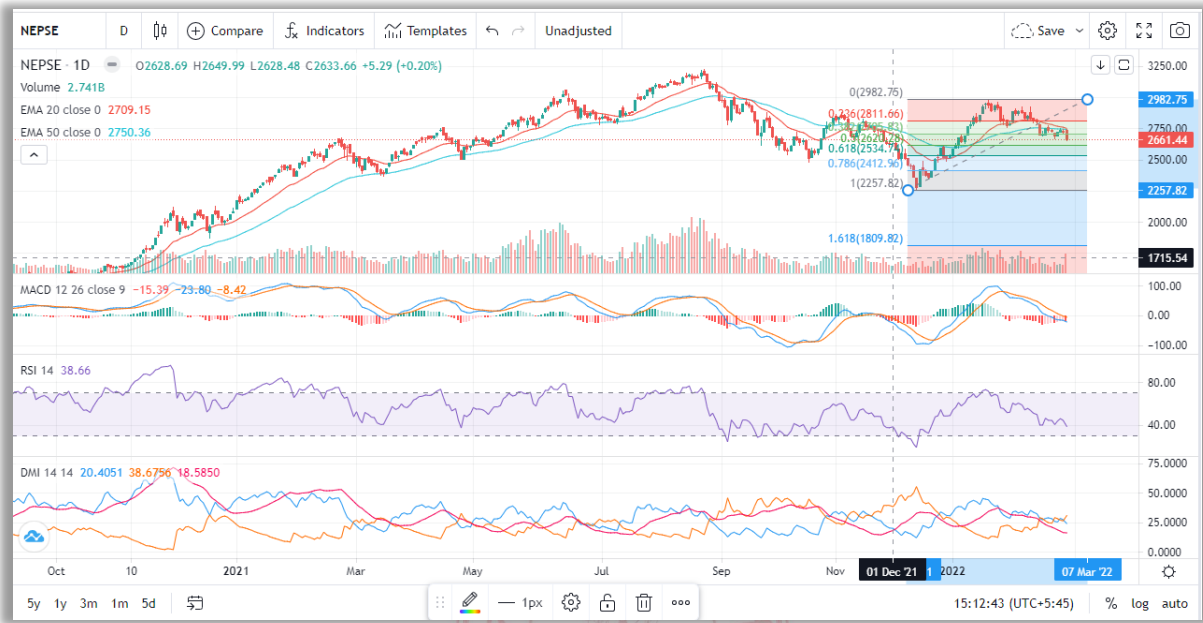 NEPSE D Compare Indicators Templates Unadjusted Save
NEPSE · 1D O2628.69 H2649.99 L2628.48 C2633.66 +5.29 (+0.20%)
Volume 2.741B
EMA 20 close 0 2709.15
EMA 50 close 0 2750.36
3250.00
2982.75
2750.00
2661.44
2500.00
2257.82
2000.00
1715.54
0(2982.75)
0.236(2811.66)
0.618(2534.74)
0.786(2412.96)
1(2257.82)
1.618(1809.82)
MACD 12 26 close 9 −15.39 −23.80 −8.42
100.00
0.00
−100.00
RSI 14 38.66
80.00
40.00
DMI 14 14 20.4051 38.6756 18.5850
75.0000
50.0000
25.0000
0.0000
Oct 10 2021 Mar May Jul Sep Nov 01 Dec '21 1 2022 07 Mar '22
5y 1y 3m 1m 5d 1px 15:12:43 (UTC+5:45) % log auto